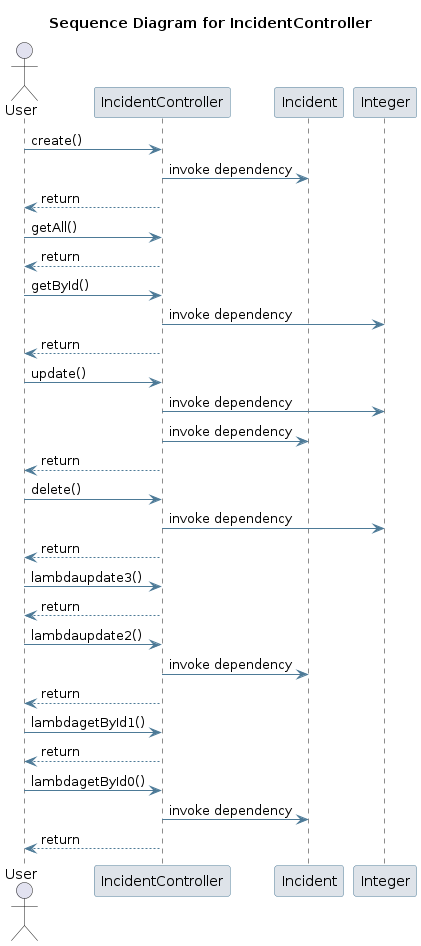 Sequence Diagram for IncidentController
User
IncidentController
Incident
Integer
create()
invoke dependency
return
getAll()
return
getById()
invoke dependency
return
update()
invoke dependency
invoke dependency
return
delete()
invoke dependency
return
lambdaupdate3()
return
lambdaupdate2()
invoke dependency
return
lambdagetById1()
return
lambdagetById0()
invoke dependency
return
User
IncidentController
Incident
Integer